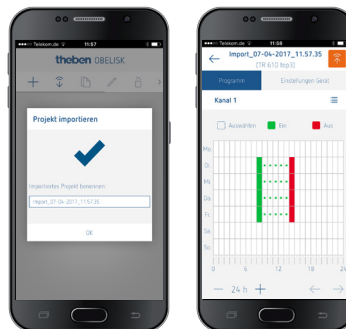 Telekom.de 11:57
theben OBELISK
Projekt importieren
Importiertes Projekt benennen:
Import_07-04-2017_11.57.35
OK
Telekom.de 11:58
Import_07-04-2017_11.57.35
[TR 610 top3]
Programm Einstellungen Gerät
Kanal 1
Auswählen Ein Aus
Mo
Di
Mi
Do
Fr
Sa
So
0 6 12 18 24
24 h